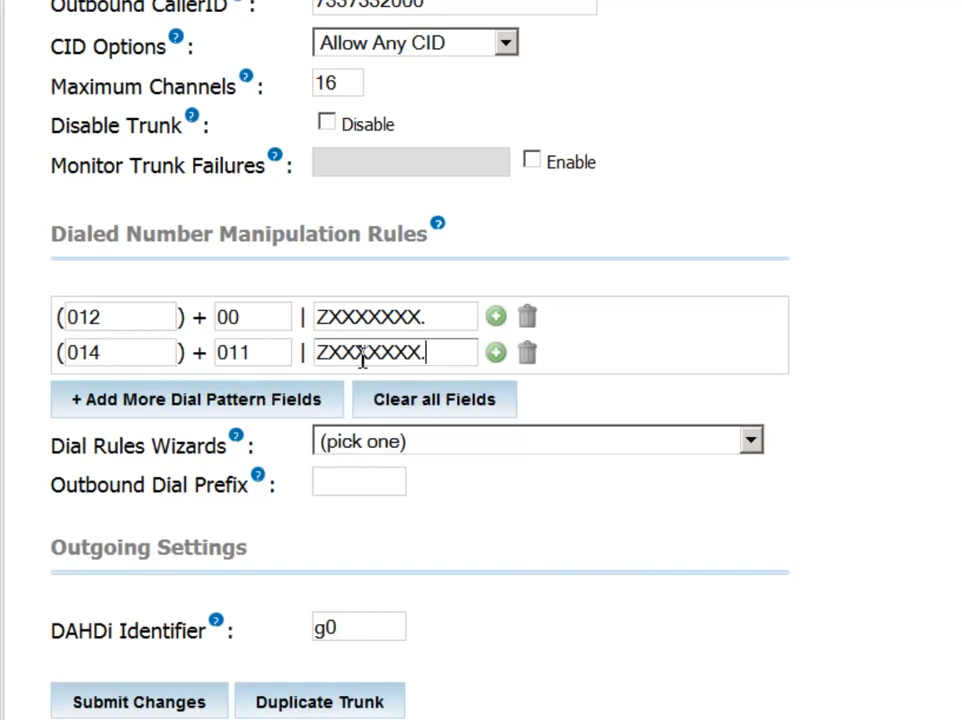 Outbound CallerID ? : 7337332000
CID Options ? : Allow Any CID
Maximum Channels ? : 16
Disable Trunk ? : Disable
Monitor Trunk Failures ? : Enable
Dialed Number Manipulation Rules ?
(012 ) + 00 | ZXXXXXXX.
(014 ) + 011 | ZXXXXXXX.
+ Add More Dial Pattern Fields Clear all Fields
Dial Rules Wizards ? : (pick one)
Outbound Dial Prefix ? :
Outgoing Settings
DAHDi Identifier ? : g0
Submit Changes Duplicate Trunk